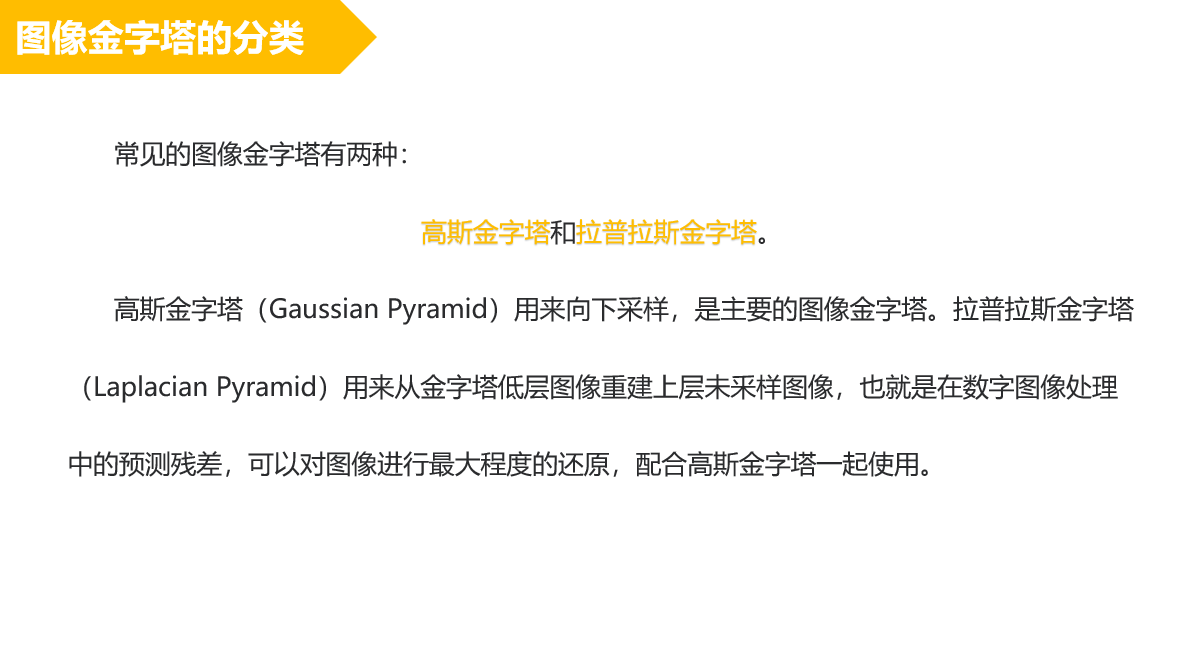 图像金字塔的分类
常见的图像金字塔有两种：
高斯金字塔和拉普拉斯金字塔。
高斯金字塔（Gaussian Pyramid）用来向下采样，是主要的图像金字塔。拉普拉斯金字塔
（Laplacian Pyramid）用来从金字塔低层图像重建上层未采样图像，也就是在数字图像处理
中的预测残差，可以对图像进行最大程度的还原，配合高斯金字塔一起使用。